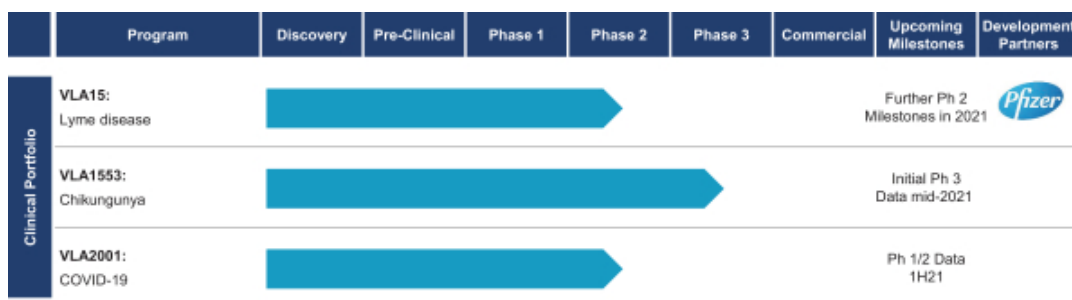 Program
Discovery
Pre-Clinical
Phase 1
Phase 2
Phase 3
Commercial
Upcoming
Milestones
Development
Partners
Clinical Portfolio
VLA15:
Lyme disease
Further Ph 2
Milestones in 2021
Pfizer
VLA1553:
Chikungunya
Initial Ph 3
Data mid-2021
VLA2001:
COVID-19
Ph 1/2 Data
1H21